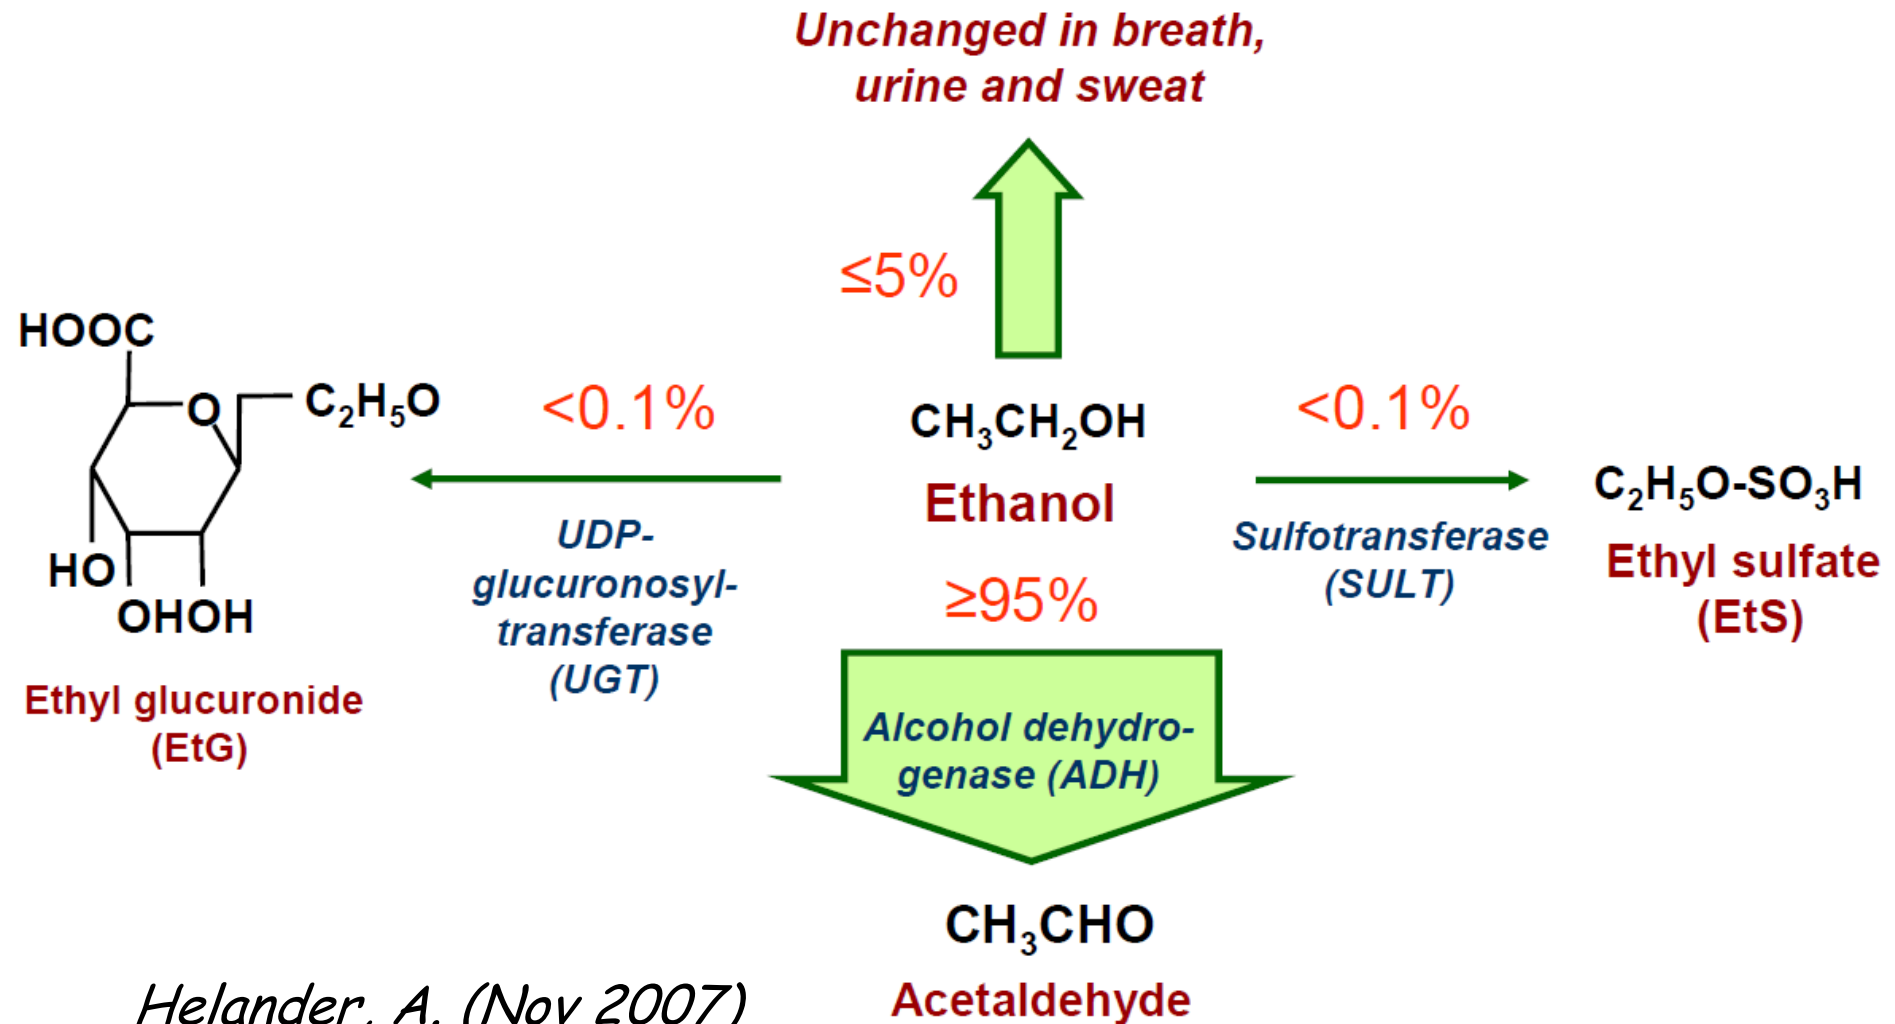 Unchanged in breath,
urine and sweat
≤5%
HOOC
O
C₂H₅O
HO
OHOH
Ethyl glucuronide
(EtG)
<0.1%
UDP-
glucuronosyl-
transferase
(UGT)
CH₃CH₂OH
Ethanol
≥95%
<0.1%
Sulfotransferase
(SULT)
C₂H₅O-SO₃H
Ethyl sulfate
(EtS)
Alcohol dehydro-
genase (ADH)
CH₃CHO
Acetaldehyde
Helander, A. (Nov 2007)